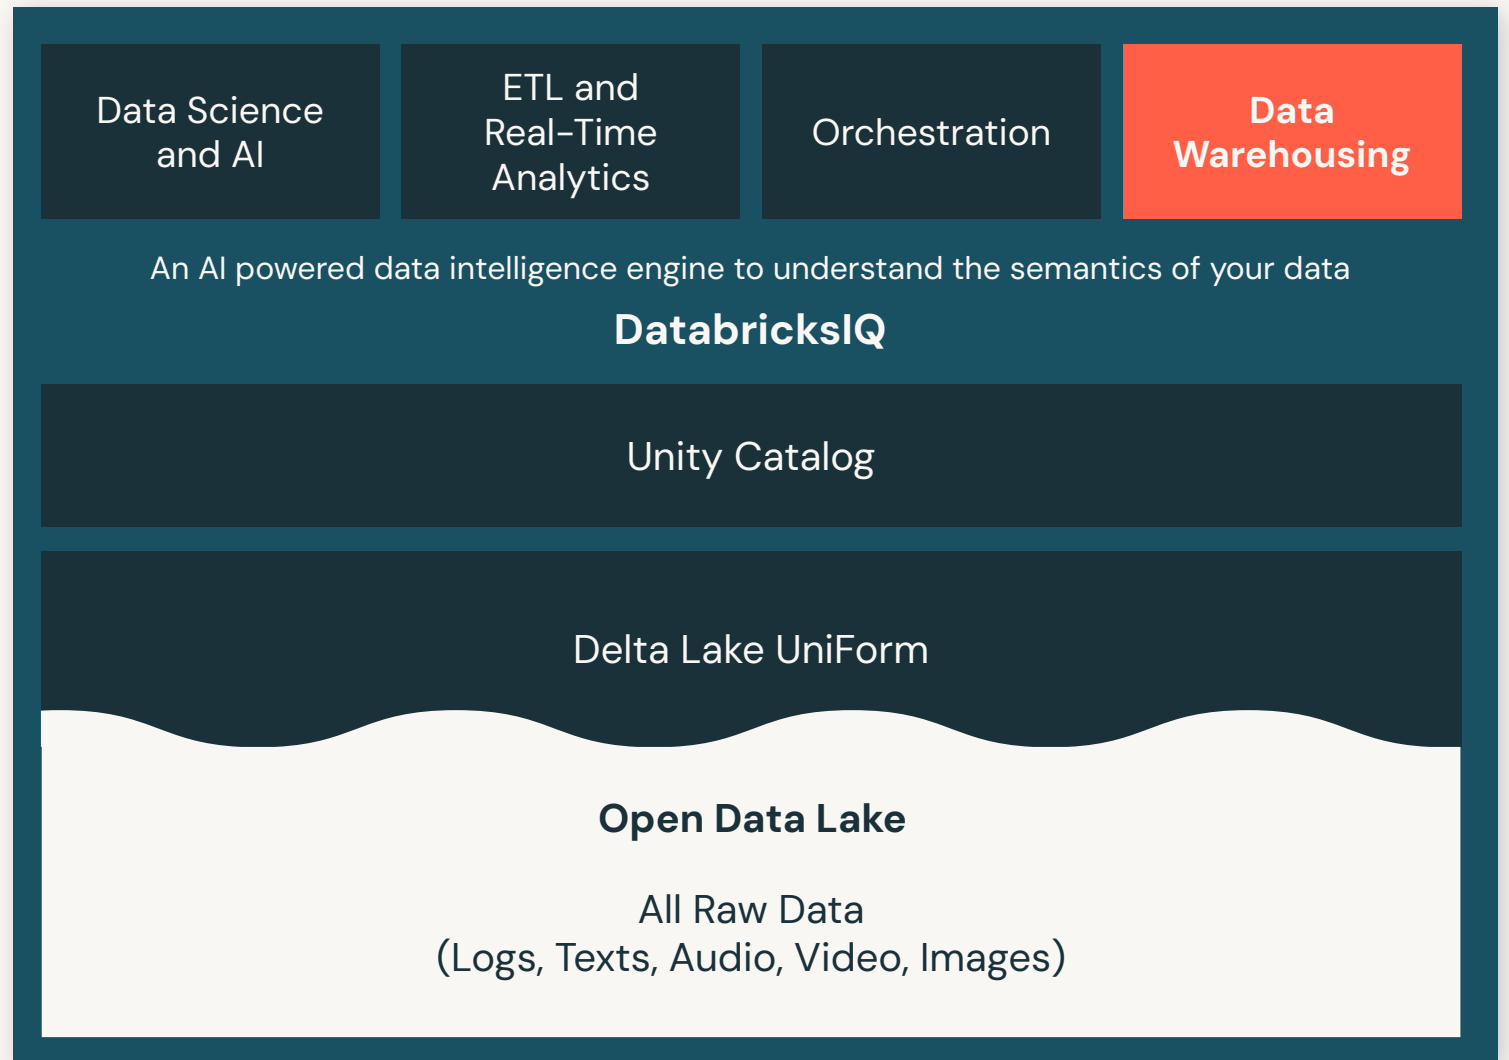 Data Science
and AI
ETL and
Real-Time
Analytics
Orchestration
Data
Warehousing
An AI powered data intelligence engine to understand the semantics of your data
DatabricksIQ
Unity Catalog
Delta Lake UniForm
Open Data Lake
All Raw Data
(Logs, Texts, Audio, Video, Images)